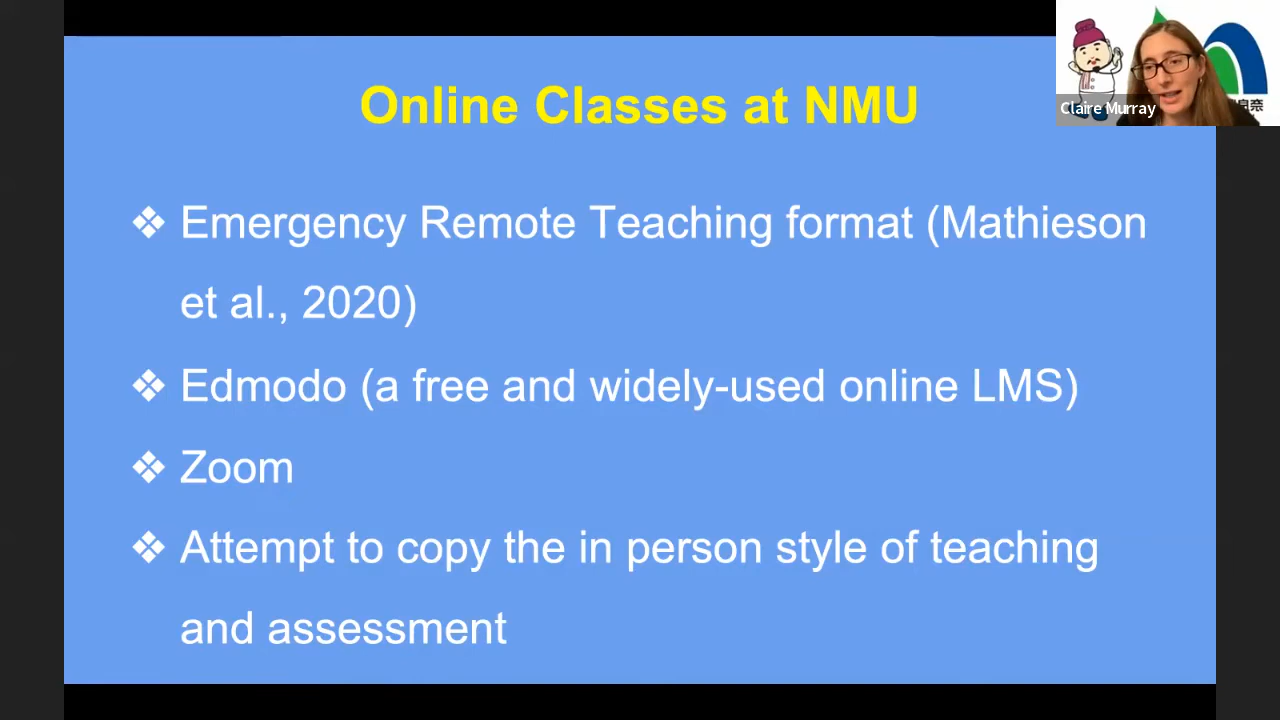 Online Classes at NMU
Claire Murray
❖ Emergency Remote Teaching format (Mathieson
et al., 2020)
❖ Edmodo (a free and widely-used online LMS)
❖ Zoom
❖ Attempt to copy the in person style of teaching
and assessment